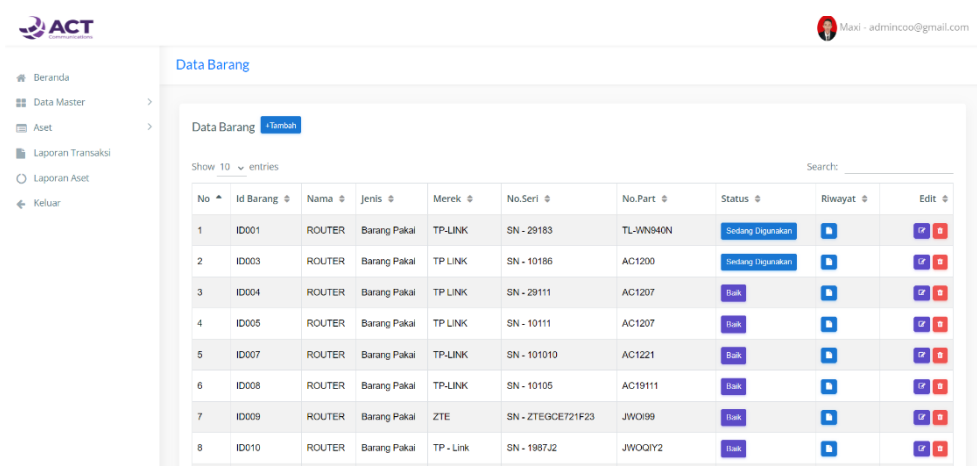 ACT
Communications
Maxi - admincoo@gmail.com
Data Barang
Beranda
Data Master
Aset
Laporan Transaksi
Laporan Aset
Keluar
Data Barang +Tambah
Show 10 entries Search:
No Id Barang Nama Jenis Merek No.Seri No.Part Status Riwayat Edit
1 ID001 ROUTER Barang Pakai TP-LINK SN - 29183 TL-WN940N Sedang Digunakan
2 ID003 ROUTER Barang Pakai TP LINK SN - 10186 AC1200 Sedang Digunakan
3 ID004 ROUTER Barang Pakai TP LINK SN - 29111 AC1207 Baik
4 ID005 ROUTER Barang Pakai TP LINK SN - 10111 AC1207 Baik
5 ID007 ROUTER Barang Pakai TP-LINK SN - 101010 AC1221 Baik
6 ID008 ROUTER Barang Pakai TP-LINK SN - 10105 AC19111 Baik
7 ID009 ROUTER Barang Pakai ZTE SN - ZTEGCE721F23 JWOI99 Baik
8 ID010 ROUTER Barang Pakai TP - Link SN - 1987J2 JWOQIY2 Baik